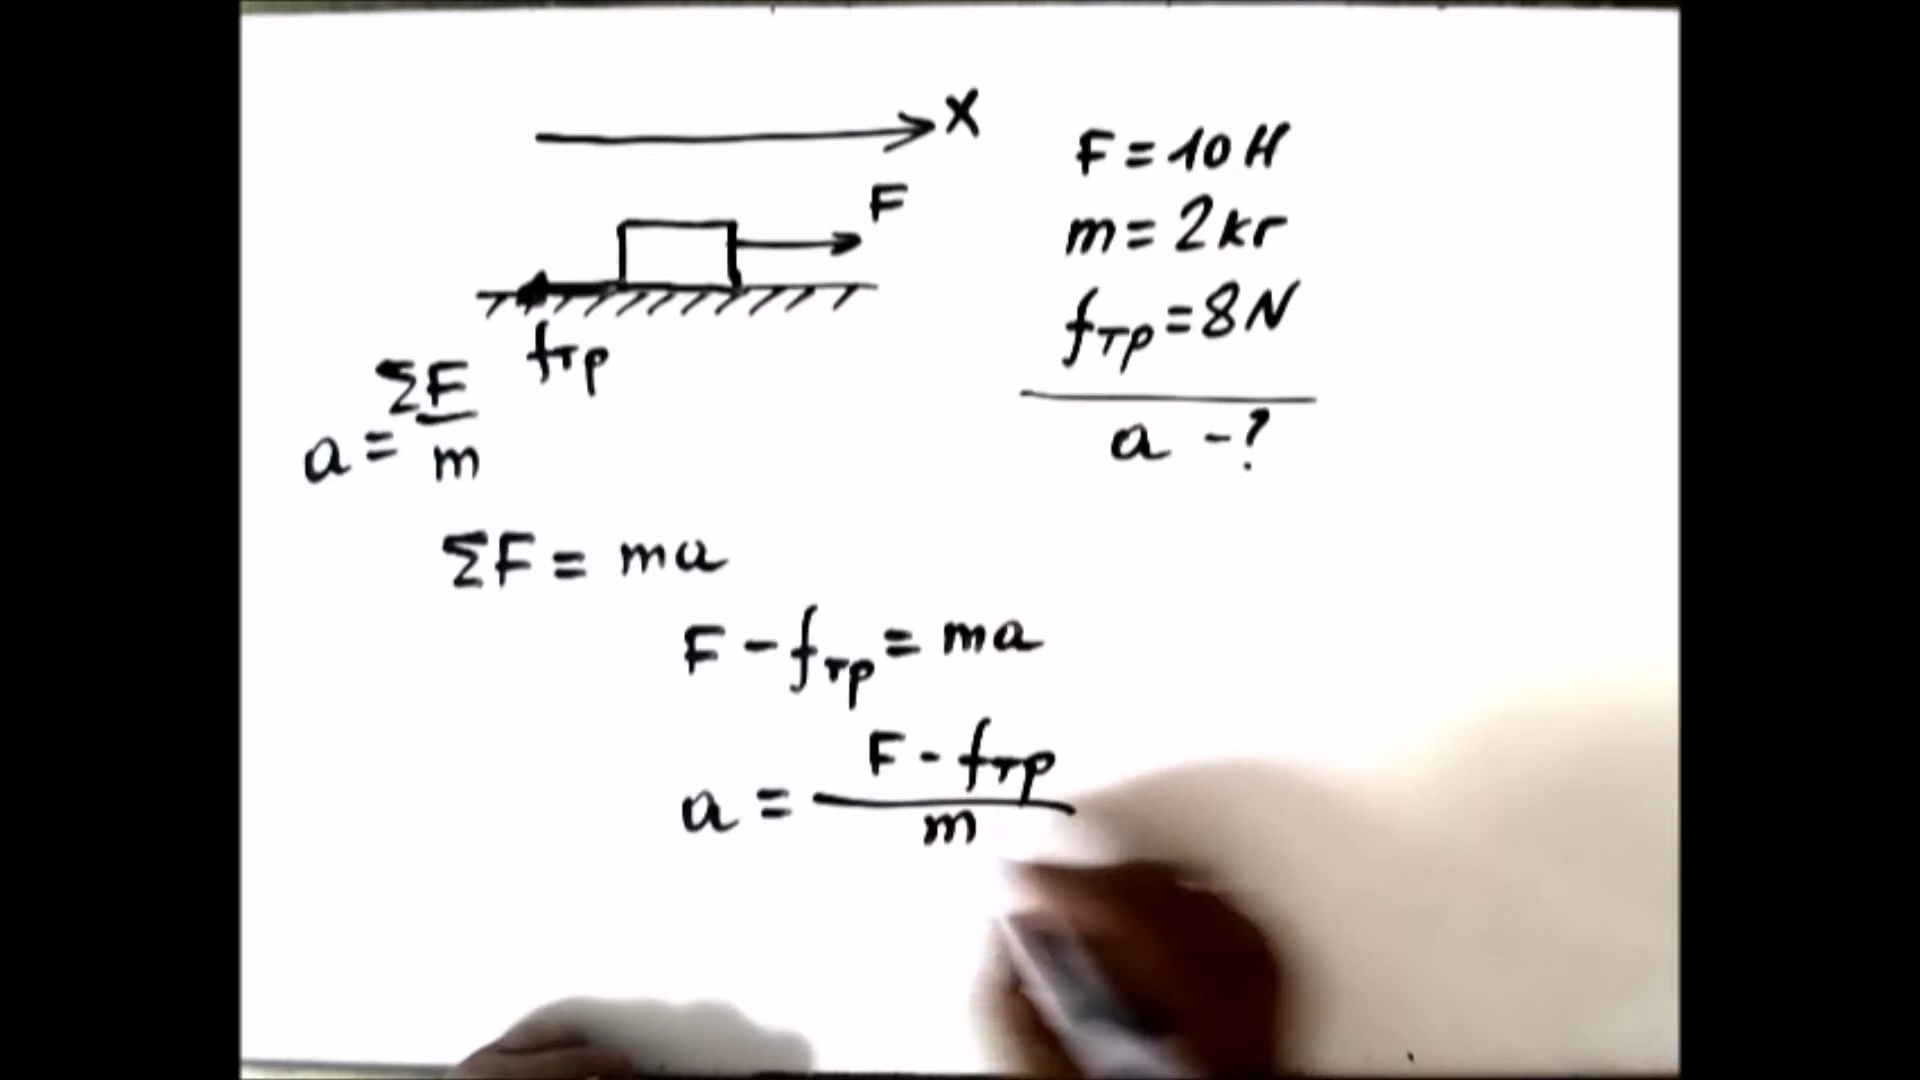 X
F
fтр
F = 10 Н
m = 2 кг
fтр = 8 N
a - ?
a = ΣF/m
ΣF = ma
F - fтр = ma
a = F - fтр/m